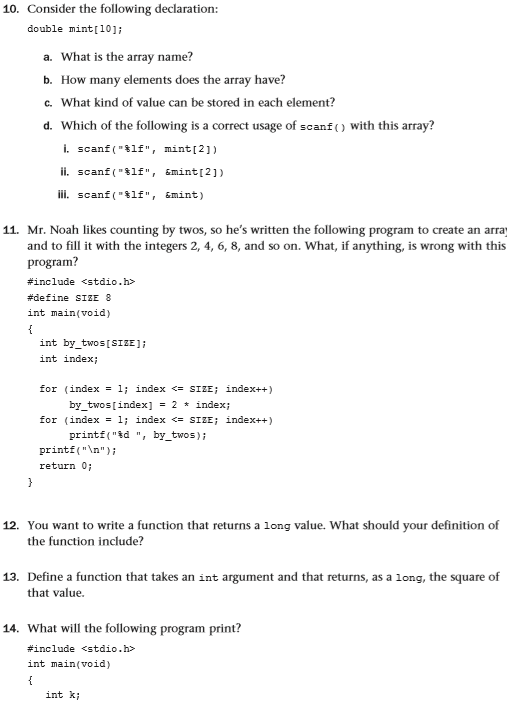 10. Consider the following declaration:
double mint[10];
a. What is the array name?
b. How many elements does the array have?
c. What kind of value can be stored in each element?
d. Which of the following is a correct usage of scanf() with this array?
i. scanf("%lf", mint[2])
ii. scanf("%lf", &mint[2])
iii. scanf("%lf", &mint)
11. Mr. Noah likes counting by twos, so he's written the following program to create an array
and to fill it with the integers 2, 4, 6, 8, and so on. What, if anything, is wrong with this
program?
#include <stdio.h>
#define SIZE 8
int main(void)
{
int by_twos[SIZE];
int index;
for (index = 1; index <= SIZE; index++)
by_twos[index] = 2 * index;
for (index = 1; index <= SIZE; index++)
printf("%d ", by_twos);
printf("\n");
return 0;
}
12. You want to write a function that returns a long value. What should your definition of
the function include?
13. Define a function that takes an int argument and that returns, as a long, the square of
that value.
14. What will the following program print?
#include <stdio.h>
int main(void)
{
int k;